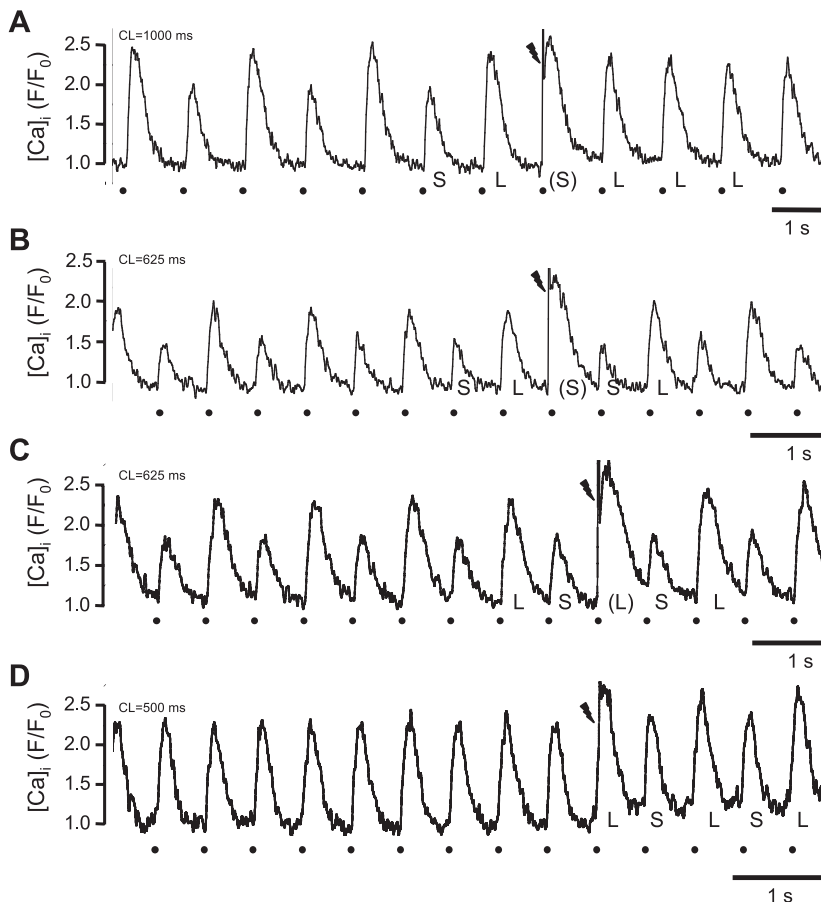 A
CL=1000 ms
[Ca]i (F/F0)
2.5
2.0
1.5
1.0
S L (S) L L L
1 s
B
CL=625 ms
[Ca]i (F/F0)
2.5
2.0
1.5
1.0
S L (S) S L
1 s
C
CL=625 ms
[Ca]i (F/F0)
2.5
2.0
1.5
1.0
L S (L) S L
1 s
D
CL=500 ms
[Ca]i (F/F0)
2.5
2.0
1.5
1.0
L S L S L
1 s